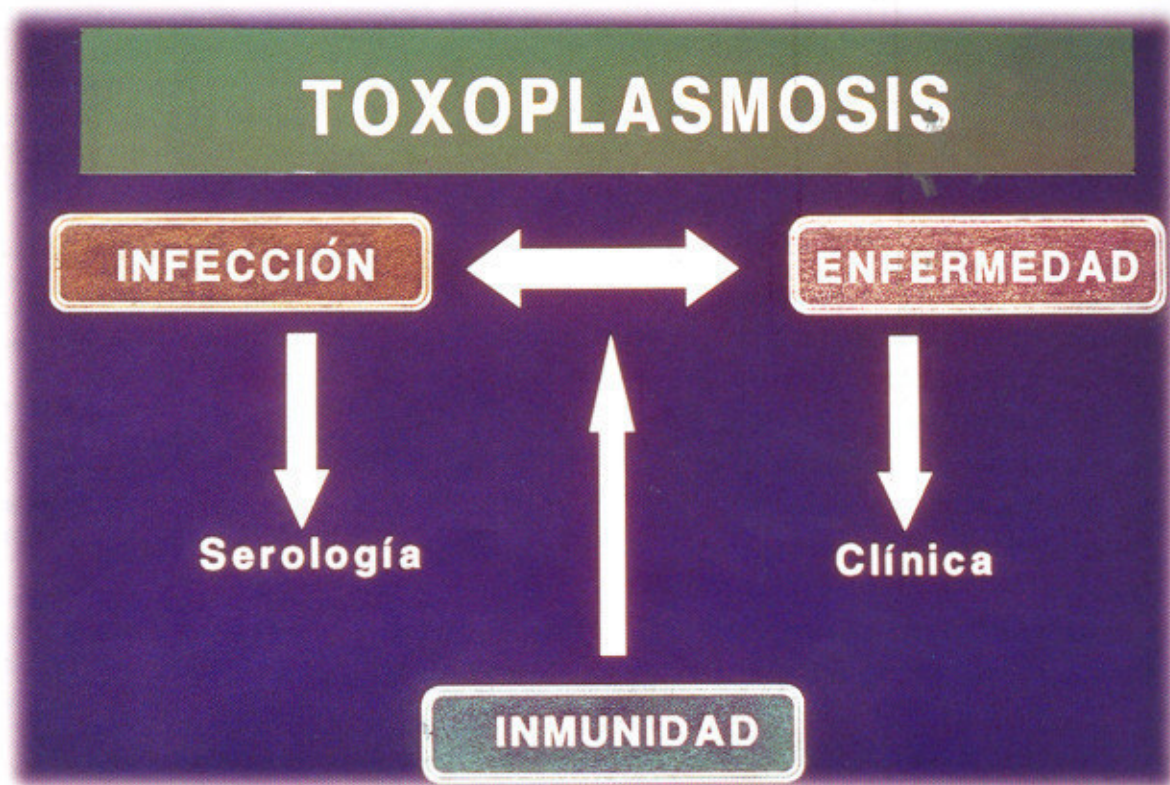 TOXOPLASMOSIS
INFECCIÓN
ENFERMEDAD
Serología
Clínica
INMUNIDAD